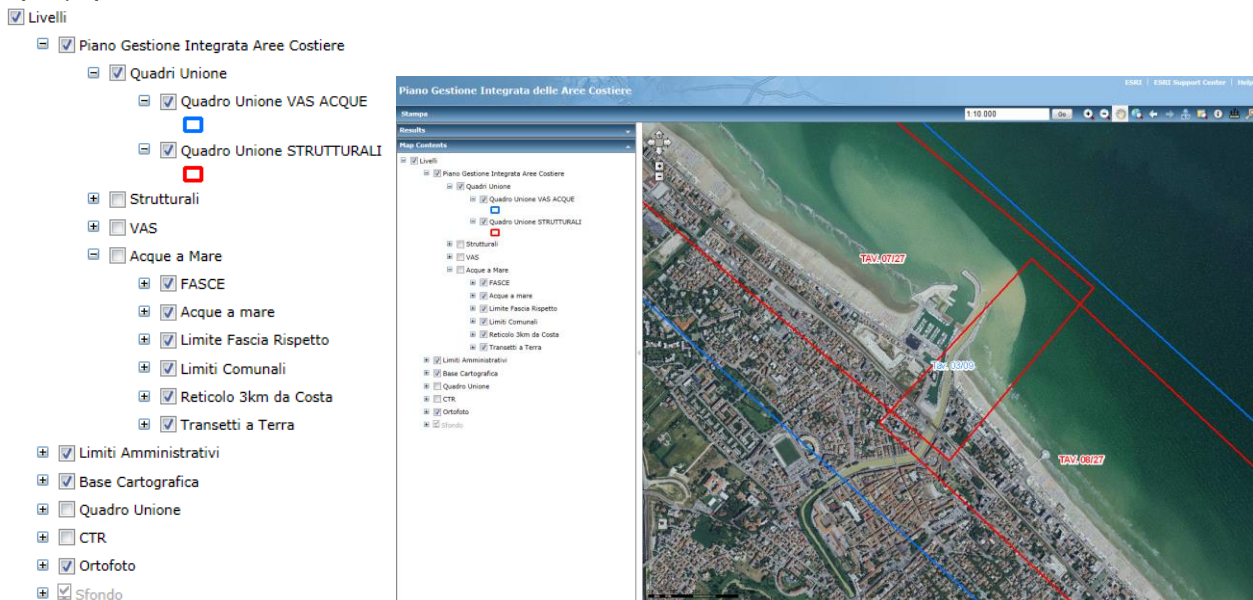 Livelli
Piano Gestione Integrata Aree Costiere
Quadri Unione
Quadro Unione VAS ACQUE
Quadro Unione STRUTTURALI
Strutturali
VAS
Acque a Mare
FASCE
Acque a mare
Limite Fascia Rispetto
Limiti Comunali
Reticolo 3km da Costa
Transetti a Terra
Limiti Amministrativi
Base Cartografica
Quadro Unione
CTR
Ortofoto
Sfondo
ESRI | ESRI Support Center | Help
Piano Gestione Integrata delle Aree Costiere
Stampa
1:10.000
Go
Results
Map Contents
Livelli
Piano Gestione Integrata Aree Costiere
Quadri Unione
Quadro Unione VAS ACQUE
Quadro Unione STRUTTURALI
Strutturali
VAS
Acque a Mare
FASCE
Acque a mare
Limite Fascia Rispetto
Limiti Comunali
Reticolo 3km da Costa
Transetti a Terra
Limiti Amministrativi
Base Cartografica
Quadro Unione
CTR
Ortofoto
Sfondo
TAV. 07/27
TAV. 08/27